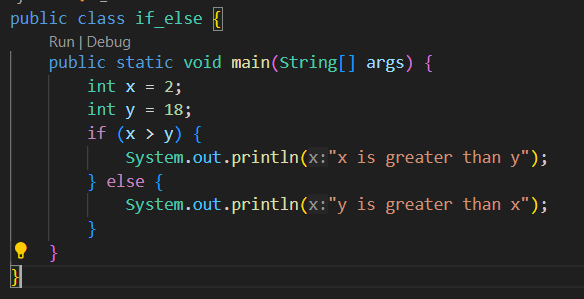 public class if_else {
Run | Debug
public static void main(String[] args) {
int x = 2;
int y = 18;
if (x > y) {
System.out.println(x:"x is greater than y");
} else {
System.out.println(x:"y is greater than x");
}
}
}